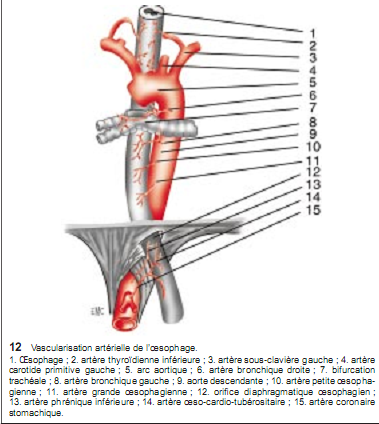 1
2
3
4
5
6
7
8
9
10
11
12
13
14
15
EMC
12 Vascularisation artérielle de l'œsophage.
1. Œsophage ; 2. artère thyroïdienne inférieure ; 3. artère sous-clavière gauche ; 4. artère
carotide primitive gauche ; 5. arc aortique ; 6. artère bronchique droite ; 7. bifurcation
trachéale ; 8. artère bronchique gauche ; 9. aorte descendante ; 10. artère petite œsopha-
gienne ; 11. artère grande œsophagienne ; 12. orifice diaphragmatique œsophagien ;
13. artère phrénique inférieure ; 14. artère œso-cardio-tubérositaire ; 15. artère coronaire
stomachique.